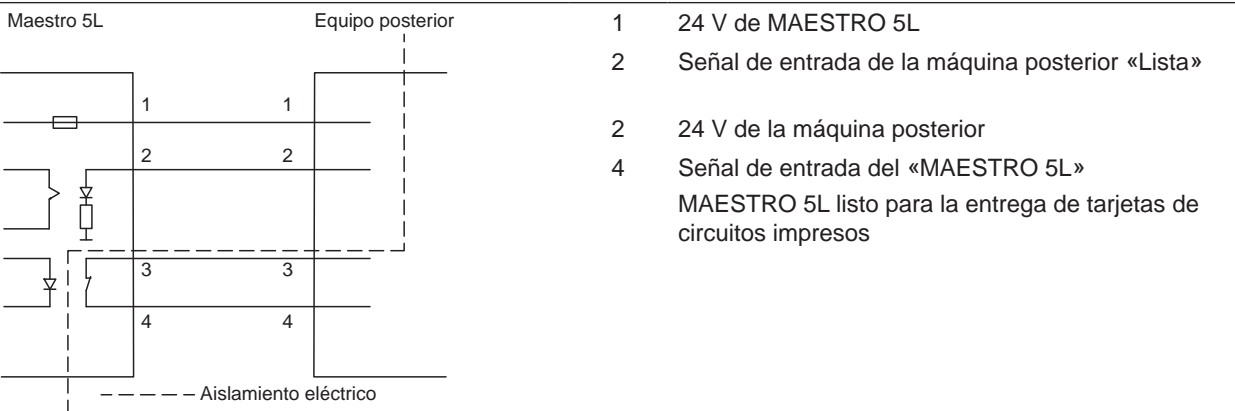 Maestro 5L
Equipo posterior
1 1
2 2
3 3
4 4
Aislamiento eléctrico
1 24 V de MAESTRO 5L
2 Señal de entrada de la máquina posterior «Lista»
2 24 V de la máquina posterior
4 Señal de entrada del «MAESTRO 5L»
MAESTRO 5L listo para la entrega de tarjetas de
circuitos impresos